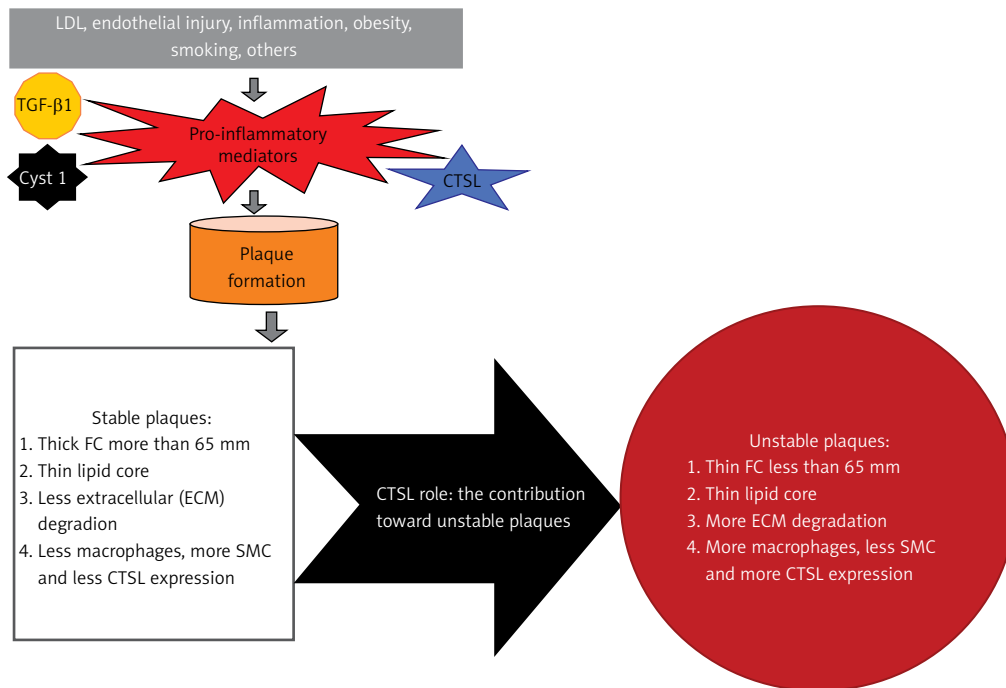 LDL, endothelial injury, inflammation, obesity,
smoking, others
TGF-β1
Pro-inflammatory
mediators
Cyst 1
CTSL
Plaque
formation
Stable plaques:
1. Thick FC more than 65 mm
2. Thin lipid core
3. Less extracellular (ECM)
degradion
4. Less macrophages, more SMC
and less CTSL expression
CTSL role: the contribution
toward unstable plaques
Unstable plaques:
1. Thin FC less than 65 mm
2. Thin lipid core
3. More ECM degradation
4. More macrophages, less SMC
and more CTSL expression